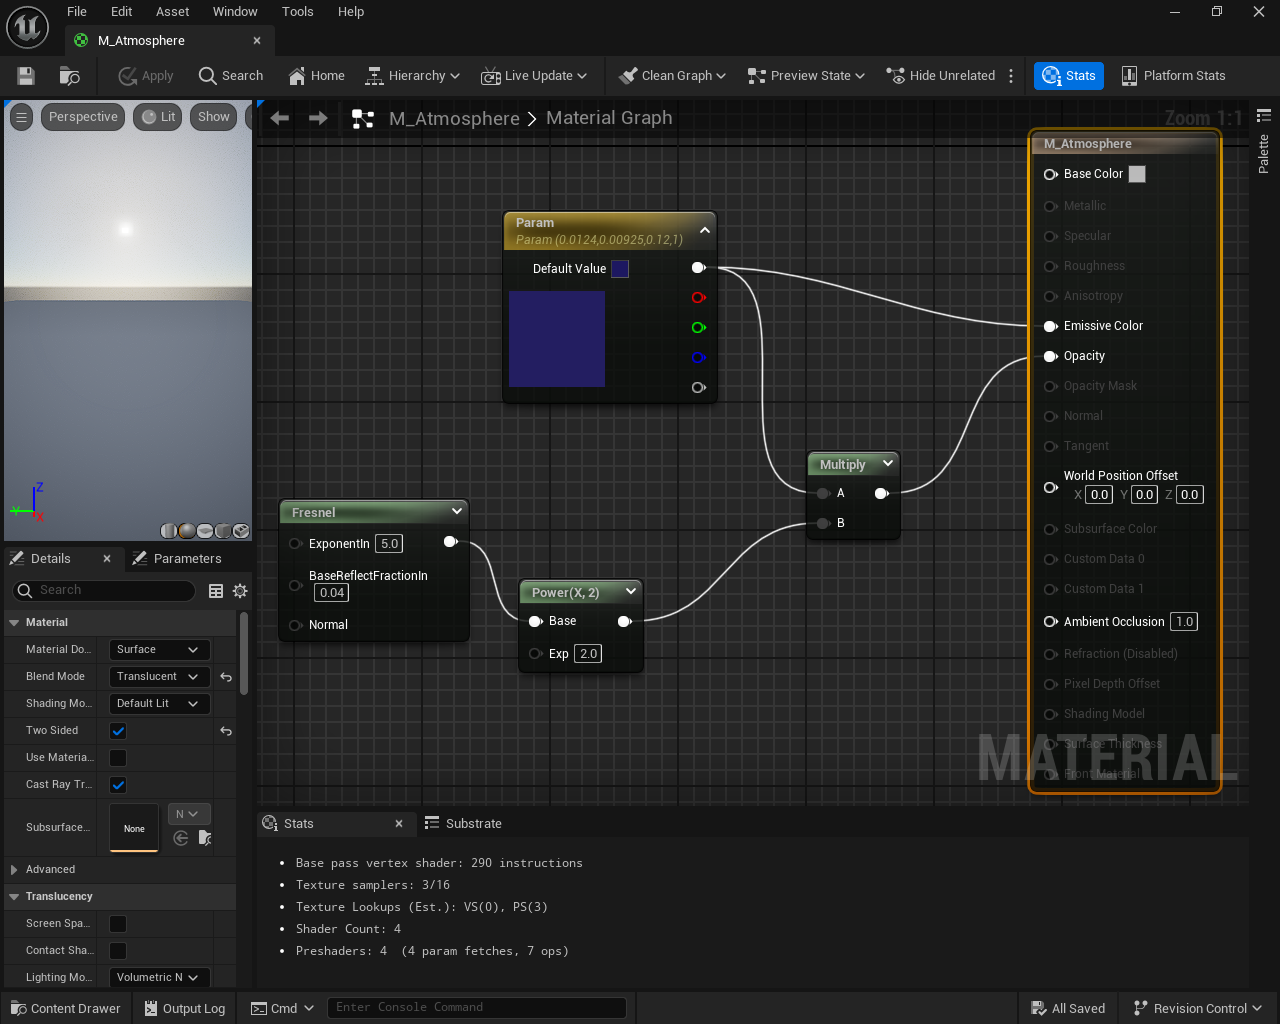 File Edit Asset Window Tools Help
M_Atmosphere
Apply Search Home Hierarchy Live Update Clean Graph Preview State Hide Unrelated Stats Platform Stats
Perspective Lit Show
M_Atmosphere > Material Graph
Zoom 1:1
Palette
Param
Param (0.0124,0.00925,0.12,1)
Default Value
Fresnel
ExponentIn 5.0
BaseReflectFractionIn
0.04
Normal
Power(X, 2)
Base
Exp 2.0
Multiply
A
B
M_Atmosphere
Base Color
Metallic
Specular
Roughness
Anisotropy
Emissive Color
Opacity
Opacity Mask
Normal
Tangent
World Position Offset
X 0.0 Y 0.0 Z 0.0
Subsurface Color
Custom Data 0
Custom Data 1
Ambient Occlusion 1.0
Refraction (Disabled)
Pixel Depth Offset
Shading Model
Surface Thickness
Front Material
MATERIAL
Z
Y
X
Details Parameters
Search
Material
Material Do... Surface
Blend Mode Translucent
Shading Mo... Default Lit
Two Sided
Use Materia...
Cast Ray Tr...
Subsurface... None N
Advanced
Translucency
Screen Spa...
Contact Sha...
Lighting Mo... Volumetric N
Stats Substrate
• Base pass vertex shader: 290 instructions
• Texture samplers: 3/16
• Texture Lookups (Est.): VS(0), PS(3)
• Shader Count: 4
• Preshaders: 4 (4 param fetches, 7 ops)
Content Drawer Output Log Cmd Enter Console Command All Saved Revision Control